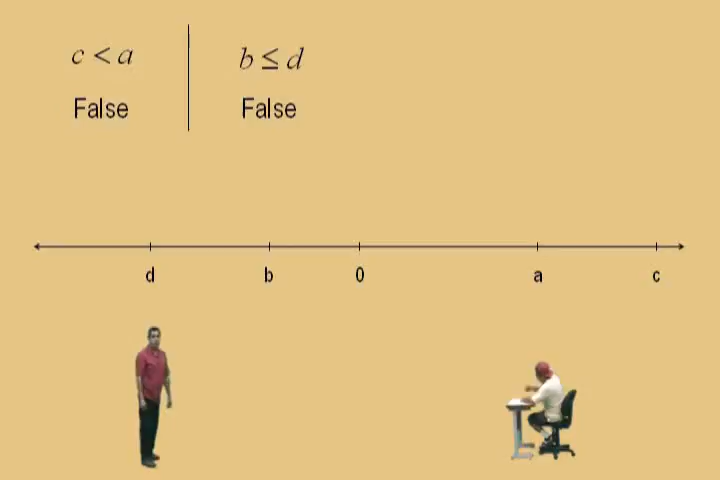 c < a
b ≤ d
False
False
d b 0 a c